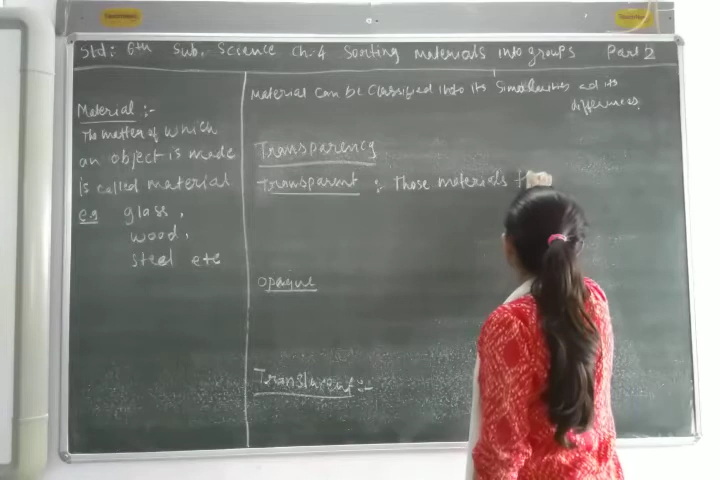 Std: 6th Sub. Science Ch:4 Sorting materials into groups Part 2
Material :-
The matter of which
an object is made
is called material
eg glass,
wood,
steel etc
Material can be Classified into its Similarities and its
differences.
Transparency
Transparent : Those materials
Opaque
Translucent :-